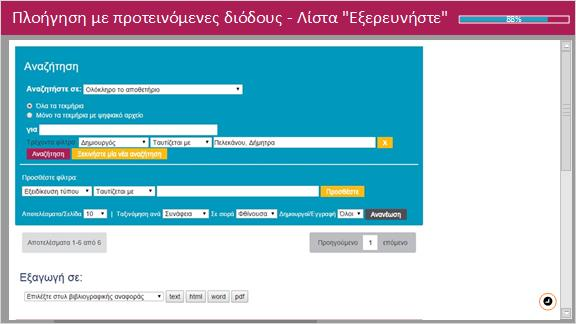 Πλοήγηση με προτεινόμενες διόδους - Λίστα "Εξερευνήστε" 88%
Αναζήτηση
Αναζητήστε σε: Ολόκληρο το αποθετήριο
Όλα τα τεκμήρια
Μόνο τα τεκμήρια με ψηφιακό αρχείο
για
Τρέχοντα φίλτρα: Δημιουργός Ταυτίζεται με Πελεκάνου, Δήμητρα X
Αναζήτηση Ξεκινήστε μία νέα αναζήτηση
Προσθέστε φίλτρα:
Εξειδίκευση τύπου Ταυτίζεται με Προσθέστε
Αποτελέσματα/Σελίδα 10 | Ταξινόμηση ανά Συνάφεια Σε σειρά Φθίνουσα Δημιουργοί/Εγγραφή Όλοι Ανανέωση
Αποτελέσματα 1-6 από 6 Προηγούμενο 1 επόμενο
Εξαγωγή σε:
Επιλέξτε στυλ βιβλιογραφικής αναφοράς text html word pdf